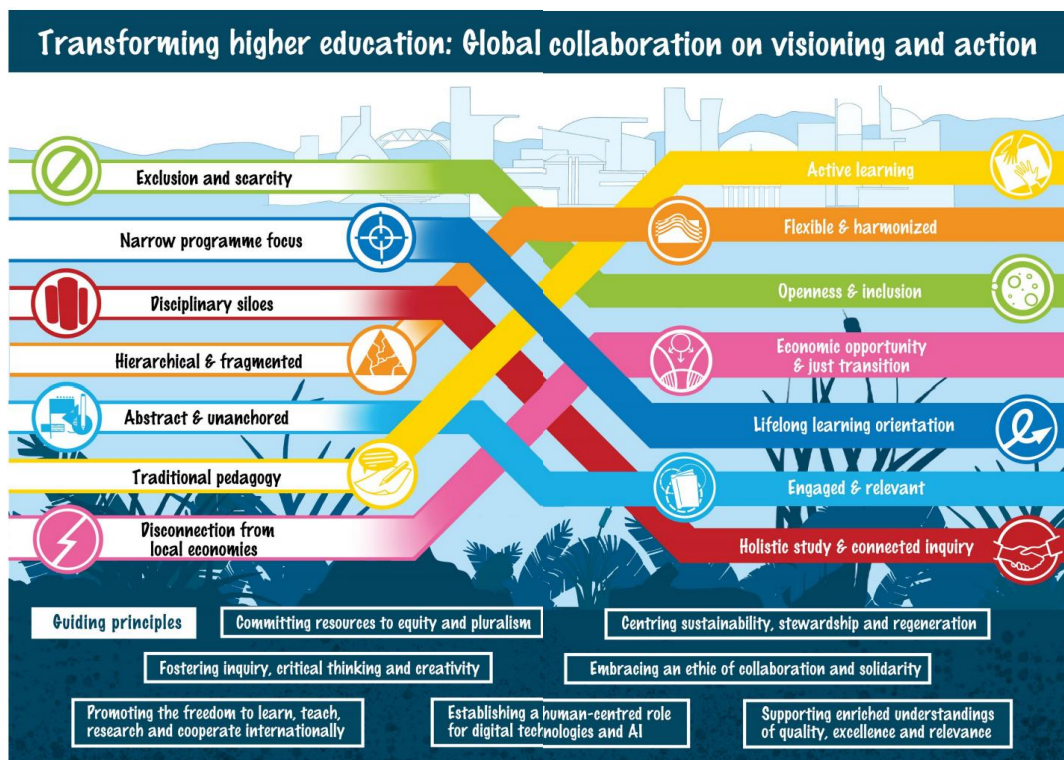 Transforming higher education: Global collaboration on visioning and action
Exclusion and scarcity
Narrow programme focus
Disciplinary siloes
Hierarchical & fragmented
Abstract & unanchored
Traditional pedagogy
Disconnection from
local economies
Active learning
Flexible & harmonized
Openness & inclusion
Economic opportunity
& just transition
Lifelong learning orientation
Engaged & relevant
Holistic study & connected inquiry
Guiding principles
Committing resources to equity and pluralism
Centring sustainability, stewardship and regeneration
Fostering inquiry, critical thinking and creativity
Embracing an ethic of collaboration and solidarity
Promoting the freedom to learn, teach,
research and cooperate internationally
Establishing a human-centred role
for digital technologies and AI
Supporting enriched understandings
of quality, excellence and relevance